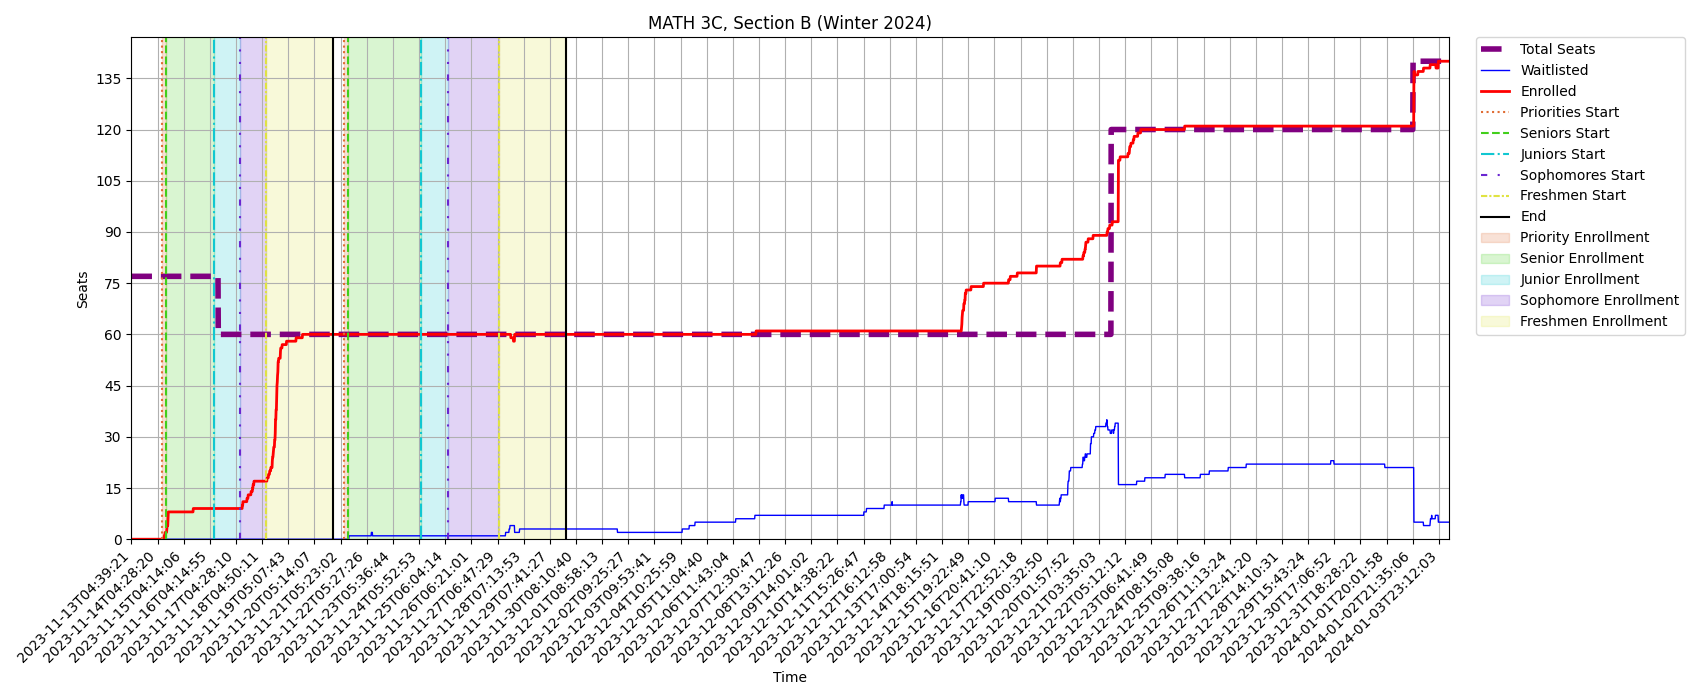 MATH 3C, Section B (Winter 2024)
Seats
135
120
105
90
75
60
45
30
15
0
2023-11-13T04:39:21
2023-11-14T04:28:20
2023-11-15T04:14:06
2023-11-16T04:14:55
2023-11-17T04:28:10
2023-11-18T04:50:11
2023-11-19T05:07:43
2023-11-20T05:14:07
2023-11-21T05:23:02
2023-11-22T05:27:26
2023-11-23T05:36:44
2023-11-24T05:52:53
2023-11-26T06:04:14
2023-11-26T06:21:01
2023-11-27T06:47:29
2023-11-28T07:13:53
2023-11-29T07:41:27
2023-11-30T08:10:40
2023-12-01T08:58:13
2023-12-02T09:25:27
2023-12-03T09:53:41
2023-12-04T10:25:59
2023-12-05T11:04:40
2023-12-06T11:43:04
2023-12-07T12:30:47
2023-12-08T13:12:26
2023-12-09T14:01:02
2023-12-10T14:38:22
2023-12-11T15:26:47
2023-12-12T16:12:58
2023-12-13T17:00:54
2023-12-14T18:15:51
2023-12-15T19:22:49
2023-12-16T20:41:10
2023-12-17T22:52:18
2023-12-19T00:32:50
2023-12-20T01:57:52
2023-12-21T03:35:03
2023-12-22T05:12:12
2023-12-23T06:41:49
2023-12-24T08:15:08
2023-12-25T09:38:16
2023-12-26T11:13:24
2023-12-27T12:41:20
2023-12-28T14:10:31
2023-12-29T15:43:24
2023-12-30T17:06:52
2023-12-31T18:28:22
2024-01-01T20:01:58
2024-01-02T21:35:06
2024-01-03T23:12:03
Time
Total Seats
Waitlisted
Enrolled
Priorities Start
Seniors Start
Juniors Start
Sophomores Start
Freshmen Start
End
Priority Enrollment
Senior Enrollment
Junior Enrollment
Sophomore Enrollment
Freshmen Enrollment